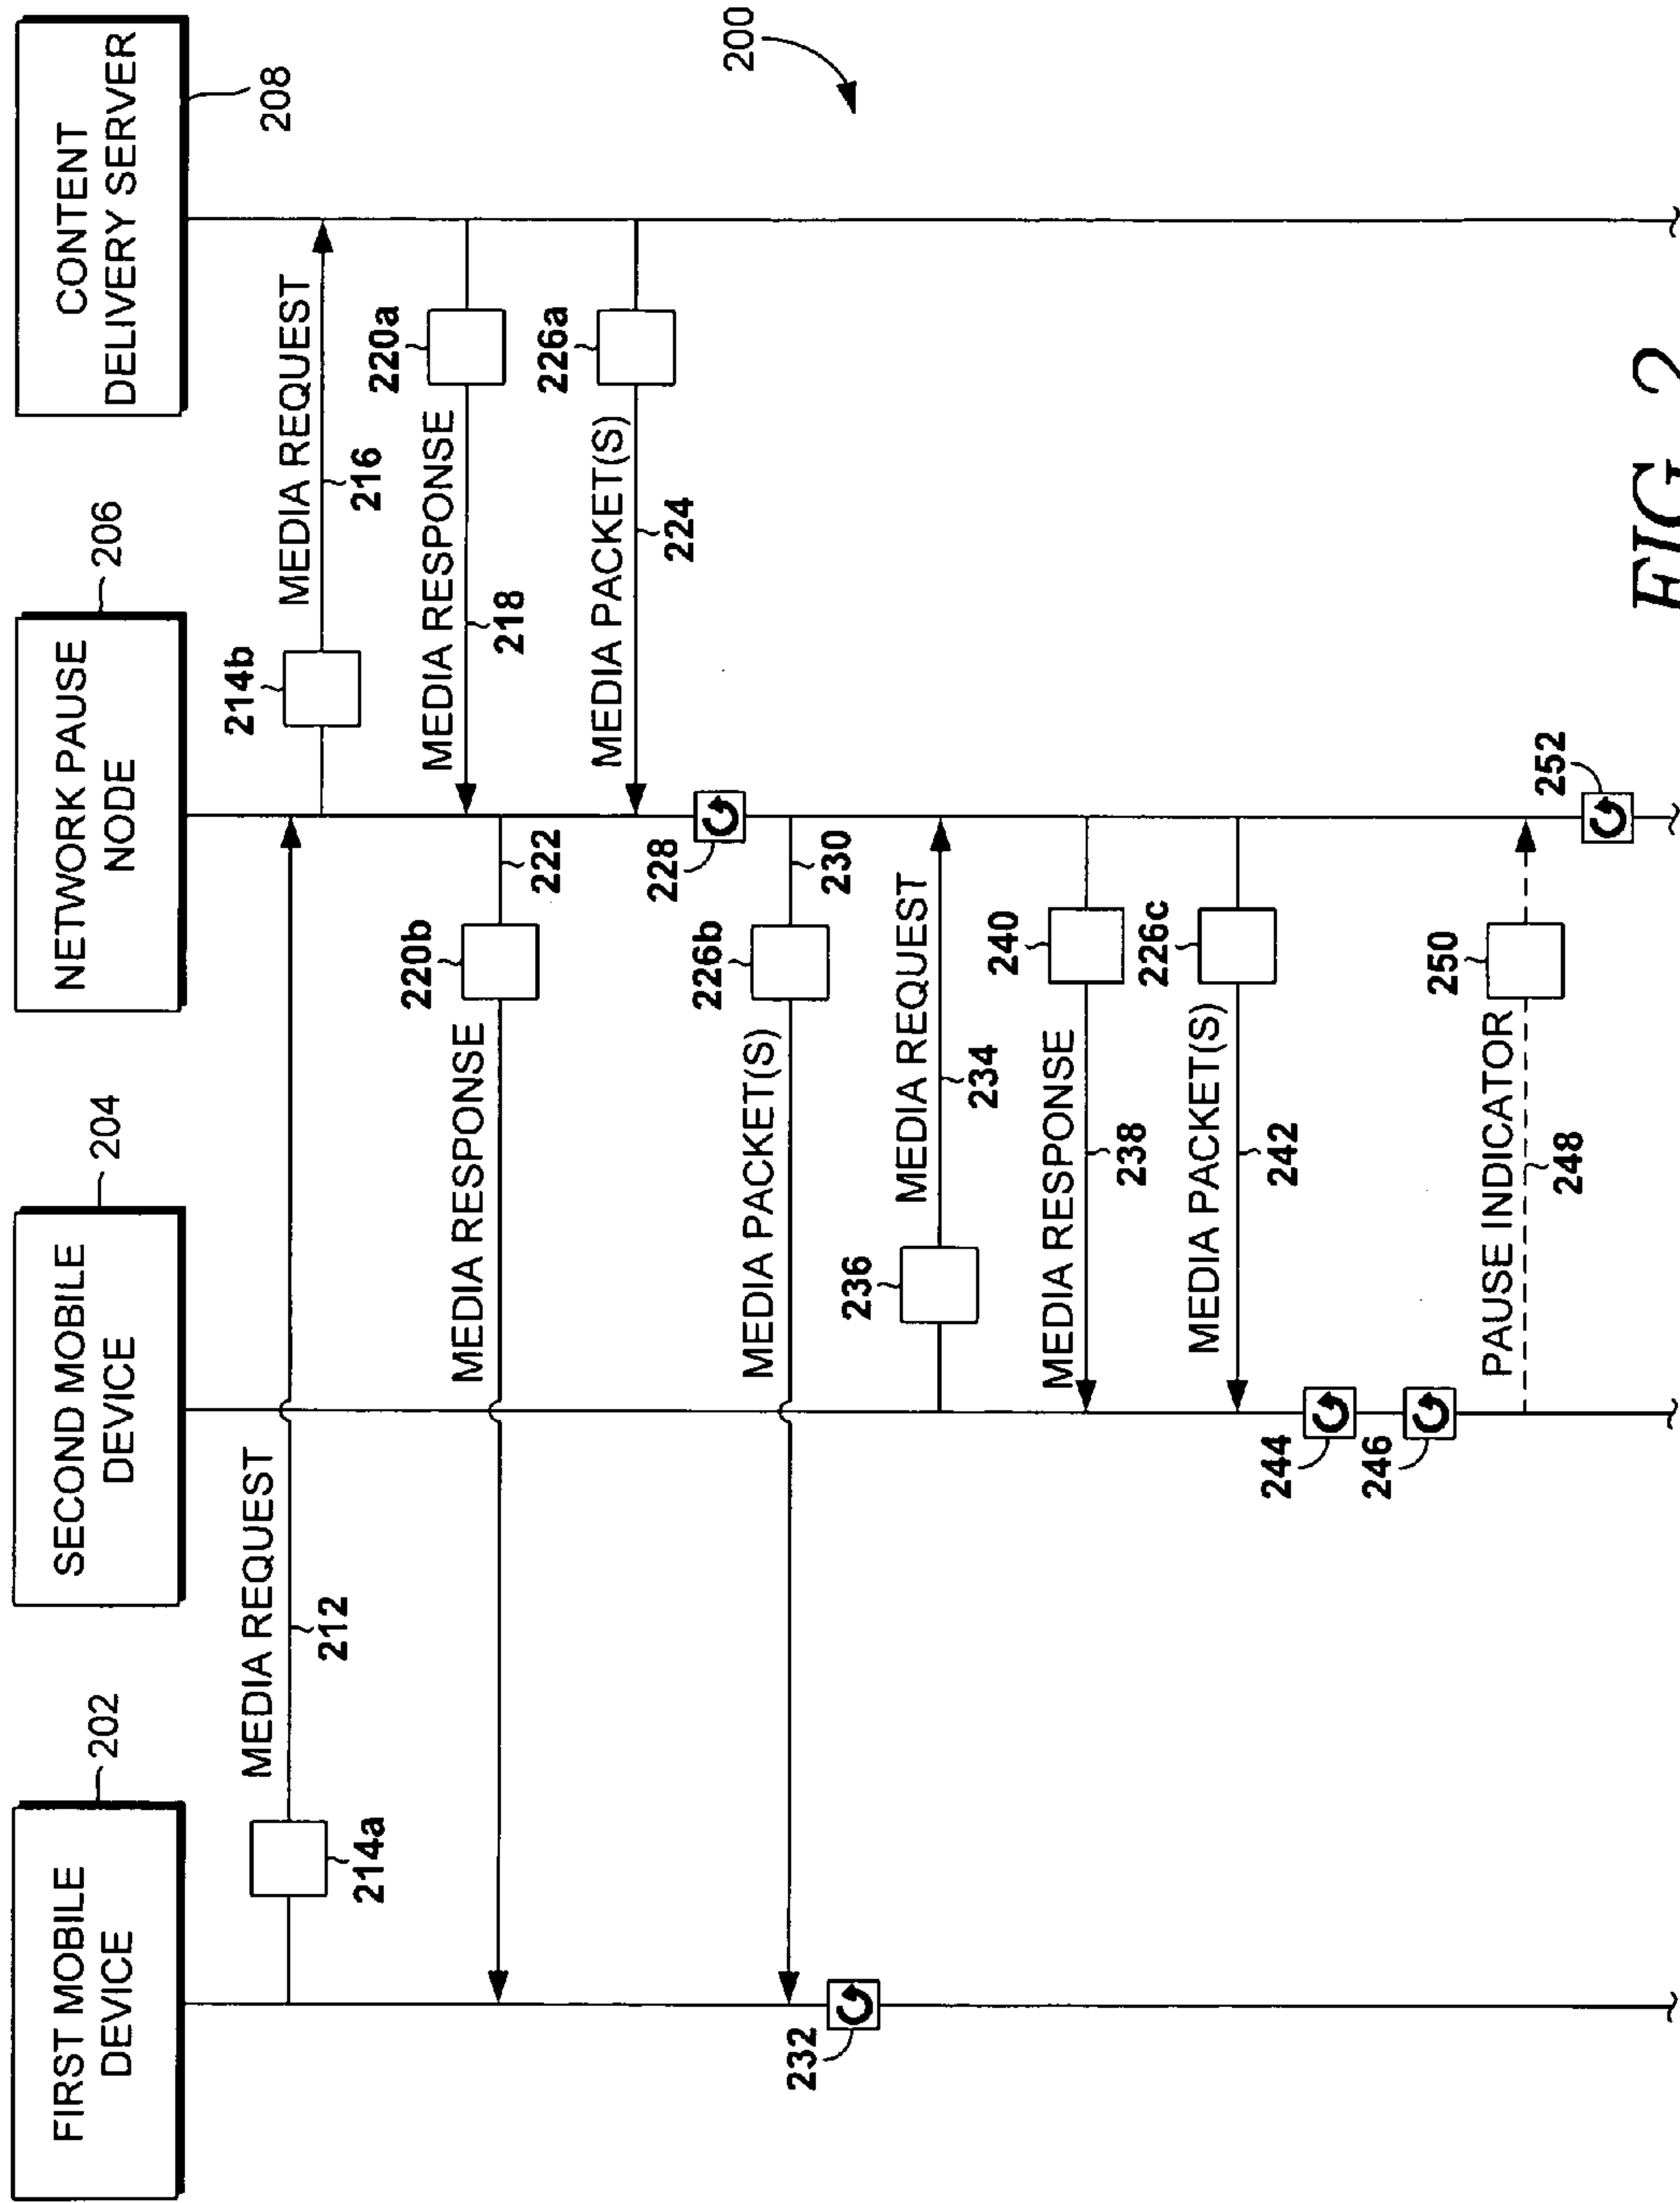 FIRST MOBILE
DEVICE
202
SECOND MOBILE
DEVICE
204
NETWORK PAUSE
NODE
206
CONTENT
DELIVERY SERVER
208
200
214a
MEDIA REQUEST
212
214b
MEDIA REQUEST
216
220a
MEDIA RESPONSE
218
220b
MEDIA RESPONSE
222
226a
MEDIA PACKET(S)
224
228
226b
MEDIA PACKET(S)
230
232
236
MEDIA REQUEST
234
240
MEDIA RESPONSE
238
226c
MEDIA PACKET(S)
242
244
246
250
PAUSE INDICATOR
248
252
FIG. 2